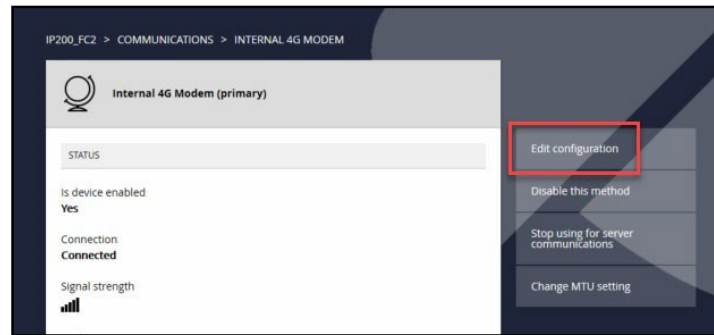 IP200_FC2 > COMMUNICATIONS > INTERNAL 4G MODEM
Internal 4G Modem (primary)
STATUS
Is device enabled
Yes
Connection
Connected
Signal strength
Edit configuration
Disable this method
Stop using for server
communications
Change MTU setting